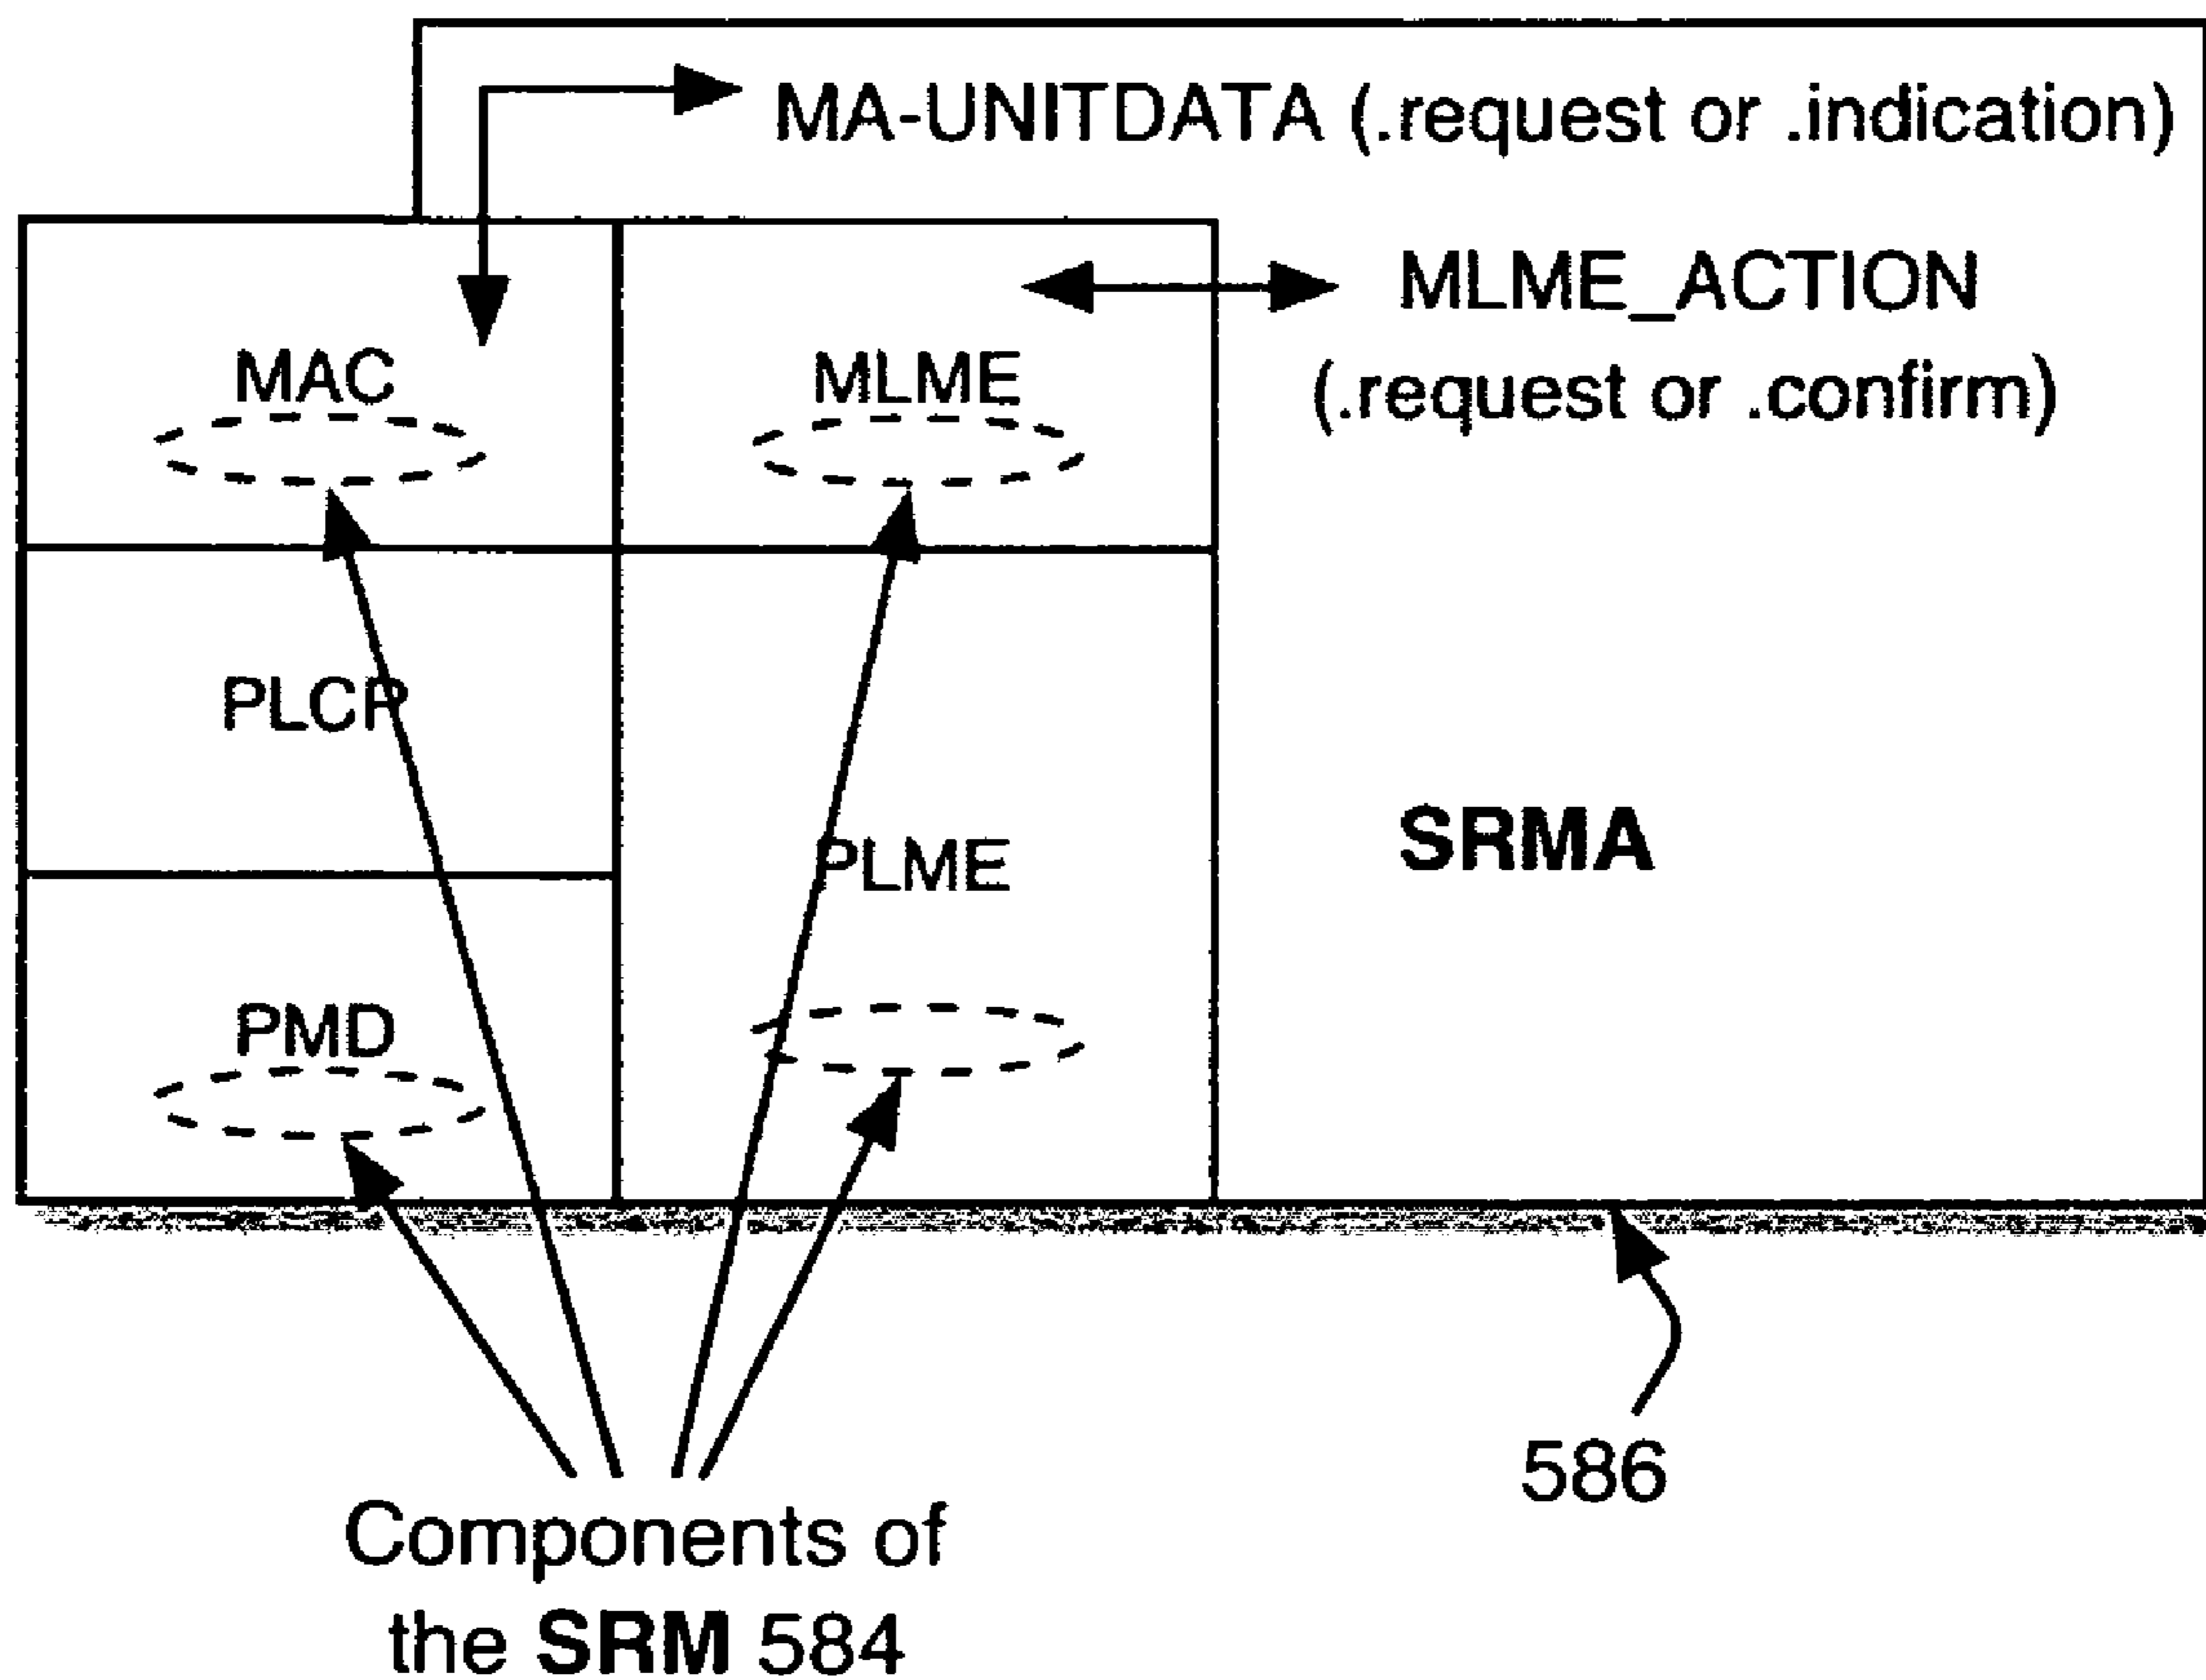 MA-UNITDATA (.request or .indication)
MLME_ACTION
(.request or .confirm)
MAC
MLME
PLCP
PLME
SRMA
PMD
586
Components of
the SRM 584